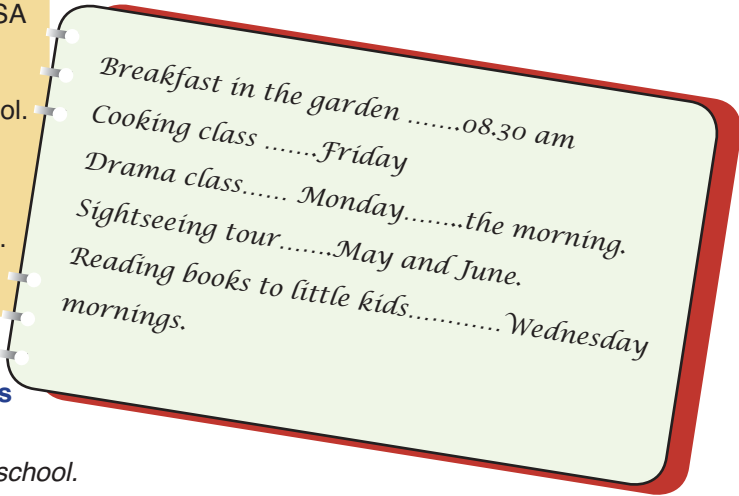 SA
ol.
.
s
school.
Breakfast in the garden .......08.30 am
Cooking class .......Friday
Drama class...... Monday........the morning.
Sightseeing tour.......May and June.
Reading books to little kids............Wednesday
mornings.